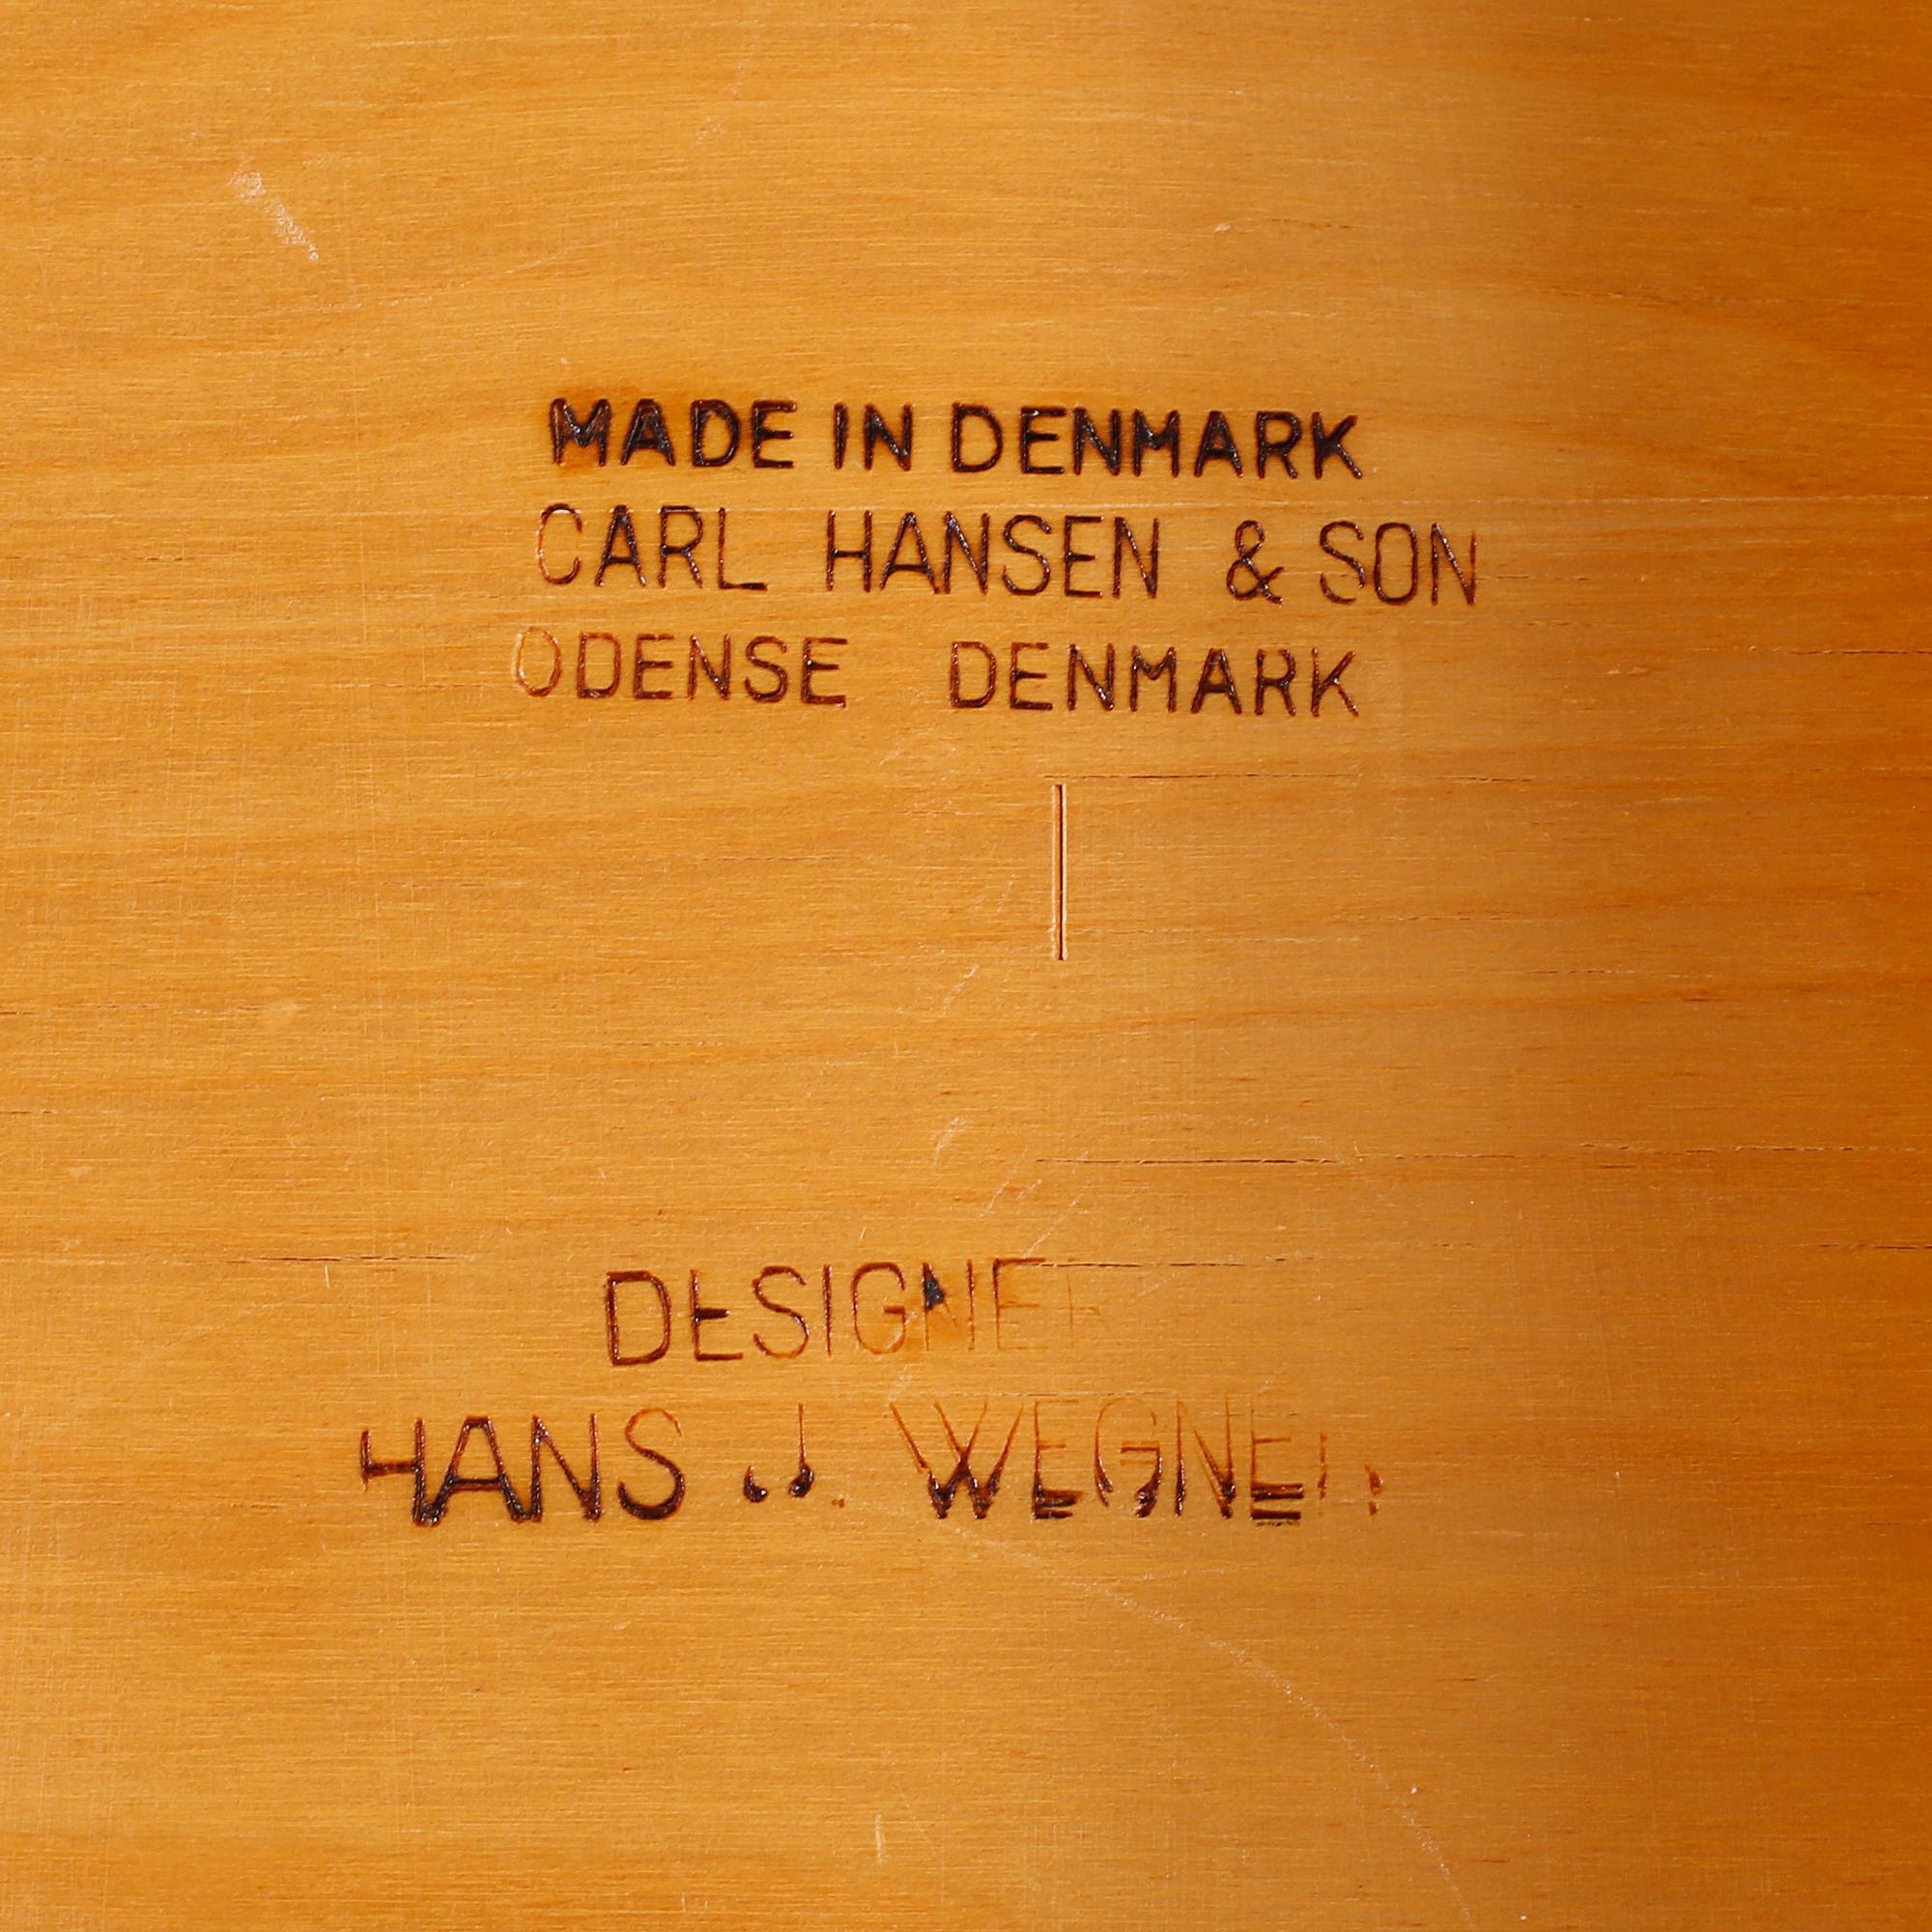 MADE IN DENMARK
CARL HANSEN & SON
ODENSE DENMARK
DESIGNER
HANS J. WEGNER